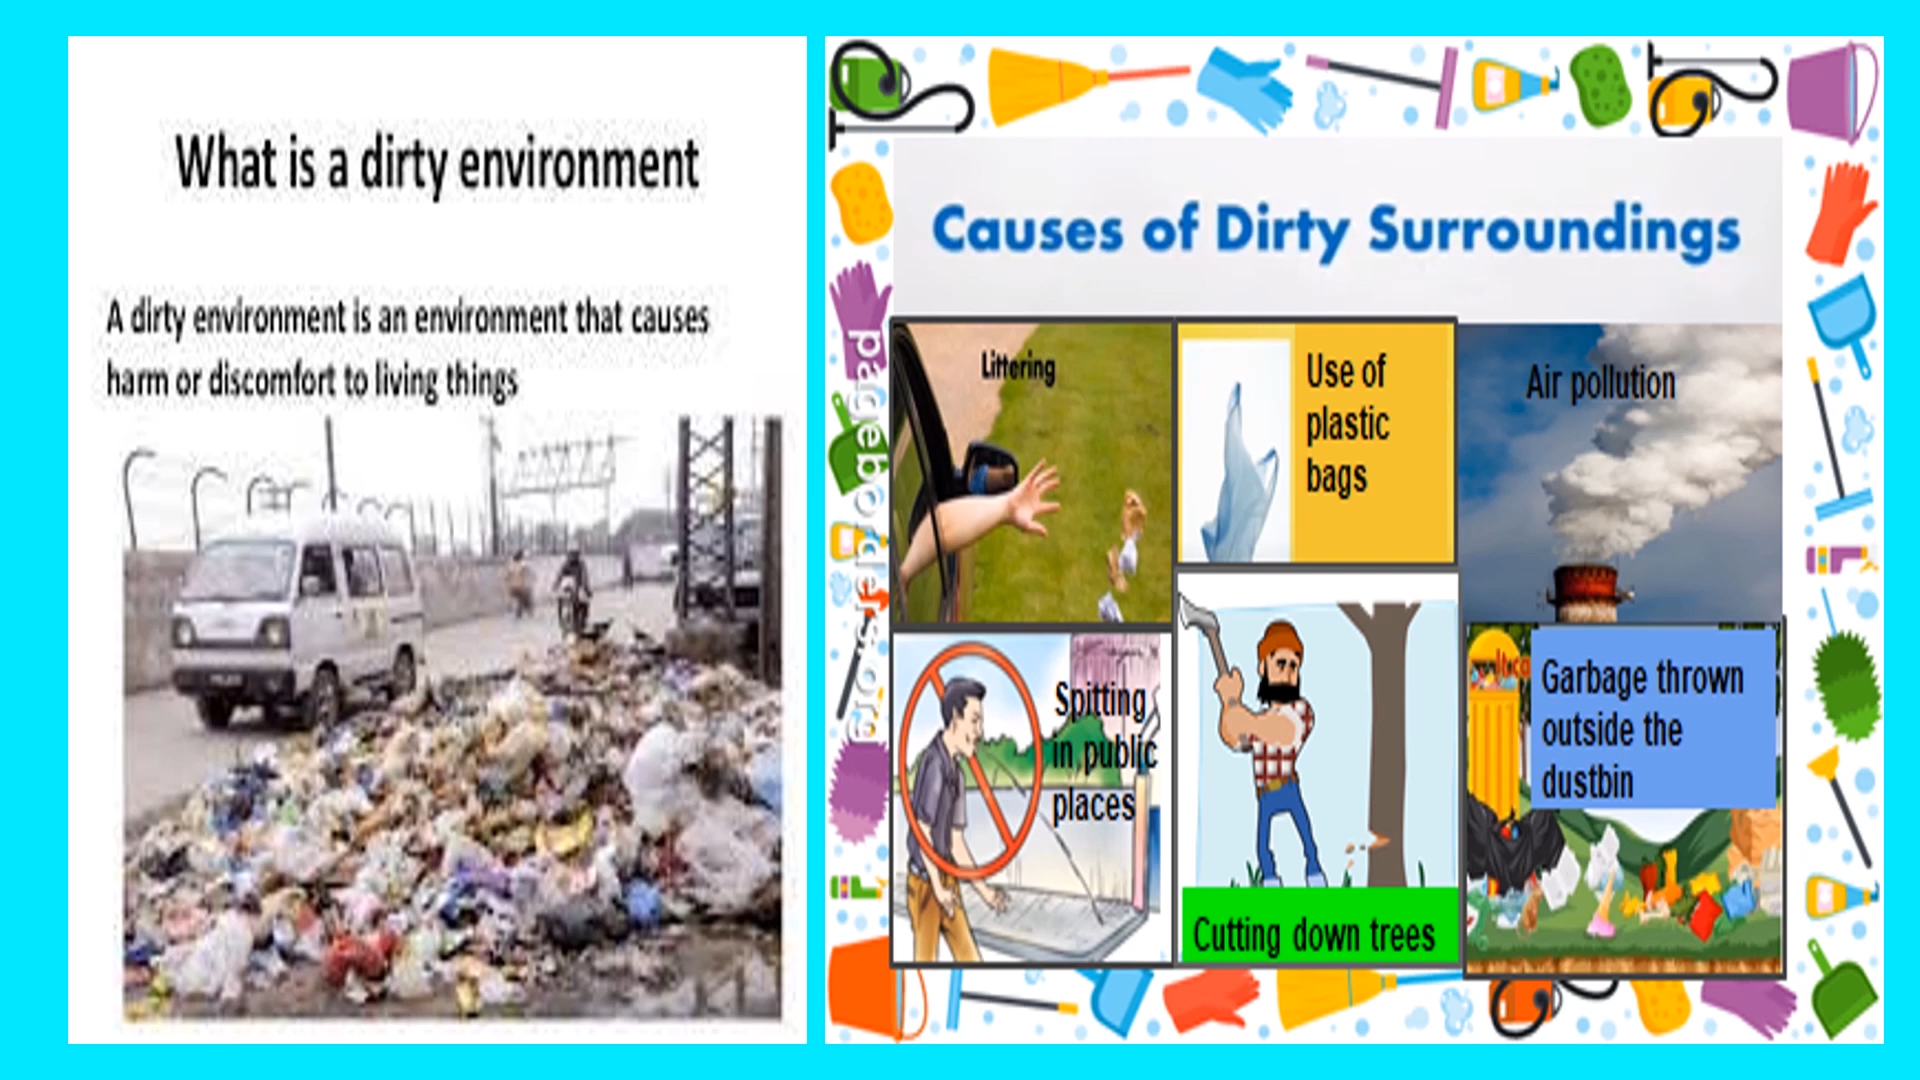 What is a dirty environment
A dirty environment is an environment that causes
harm or discomfort to living things
Causes of Dirty Surroundings
Littering
Use of
plastic
bags
Air pollution
Spitting
in public
places
Cutting down trees
Garbage thrown
outside the
dustbin
pageborders.org